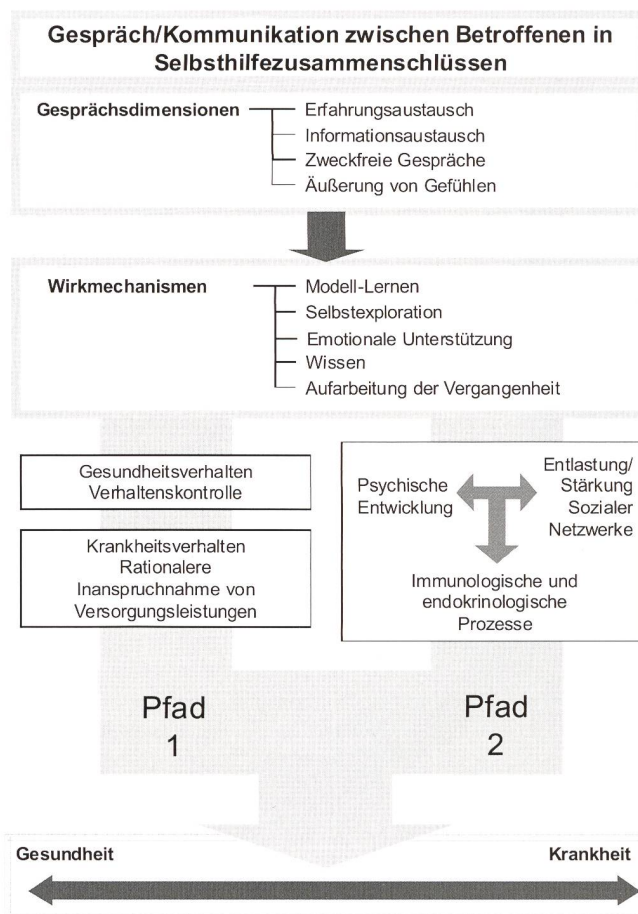 Gespräch/Kommunikation zwischen Betroffenen in
Selbsthilfezusammenschlüssen
Gesprächsdimensionen
Erfahrungsaustausch
Informationsaustausch
Zweckfreie Gespräche
Äußerung von Gefühlen
Wirkmechanismen
Modell-Lernen
Selbstexploration
Emotionale Unterstützung
Wissen
Aufarbeitung der Vergangenheit
Gesundheitsverhalten
Verhaltenskontrolle
Krankheitsverhalten
Rationalere
Inanspruchnahme von
Versorgungsleistungen
Psychische
Entwicklung
Entlastung/
Stärkung
Sozialer
Netzwerke
Immunologische und
endokrinologische
Prozesse
Pfad
1
Pfad
2
Gesundheit
Krankheit